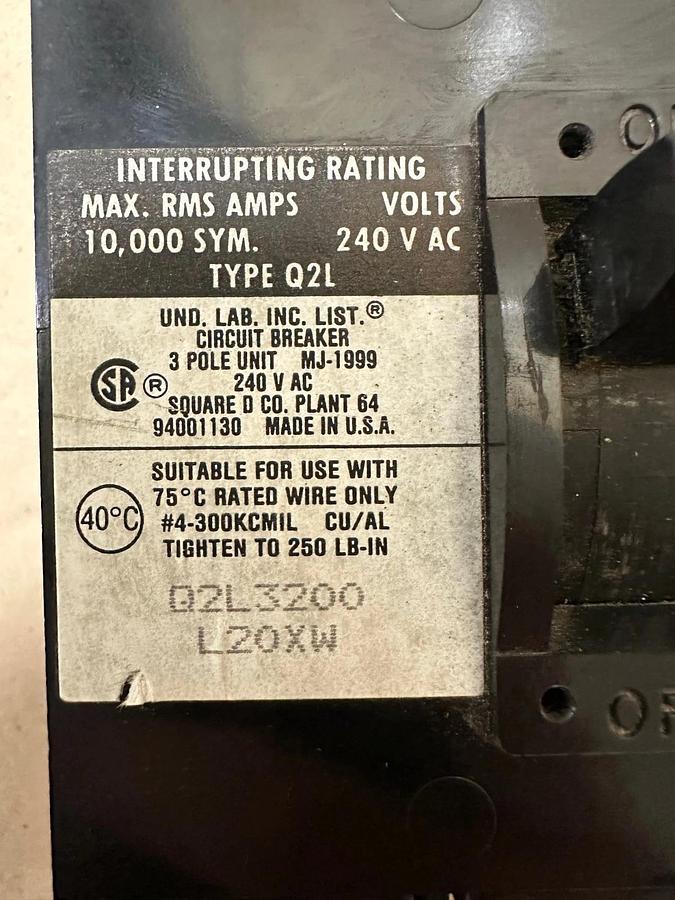 INTERRUPTING RATING
MAX. RMS AMPS VOLTS
10,000 SYM. 240 V AC
TYPE Q2L
UND. LAB. INC. LIST.®
CIRCUIT BREAKER
3 POLE UNIT MJ-1999
SA ® 240 V AC
SQUARE D CO. PLANT 64
94001130 MADE IN U.S.A.
SUITABLE FOR USE WITH
75°C RATED WIRE ONLY
40°C #4-300KCMIL CU/AL
TIGHTEN TO 250 LB-IN
Q2L3200
L20XW